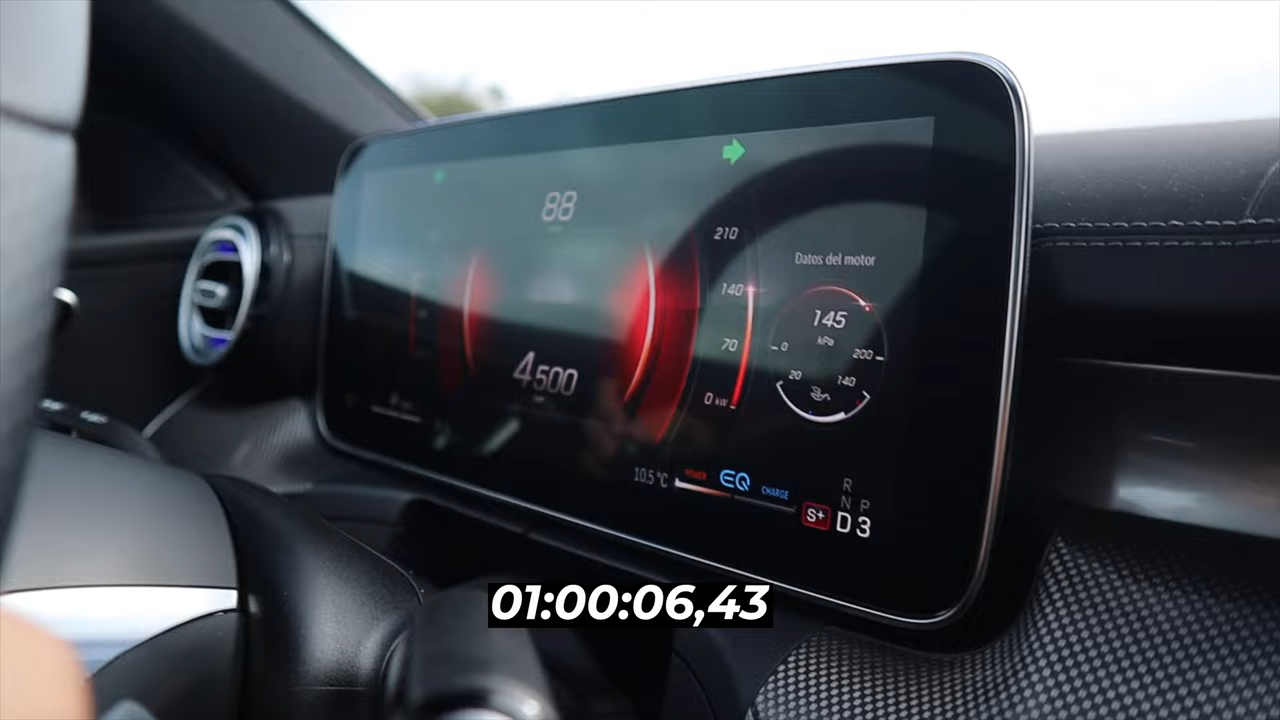 88
4500
210
140
70
0 kW
Datos del motor
145
kPa
0
200
20
140
10.5 °C
POWER
EQ
CHARGE
S+
R
N P
D 3
01:00:06,43